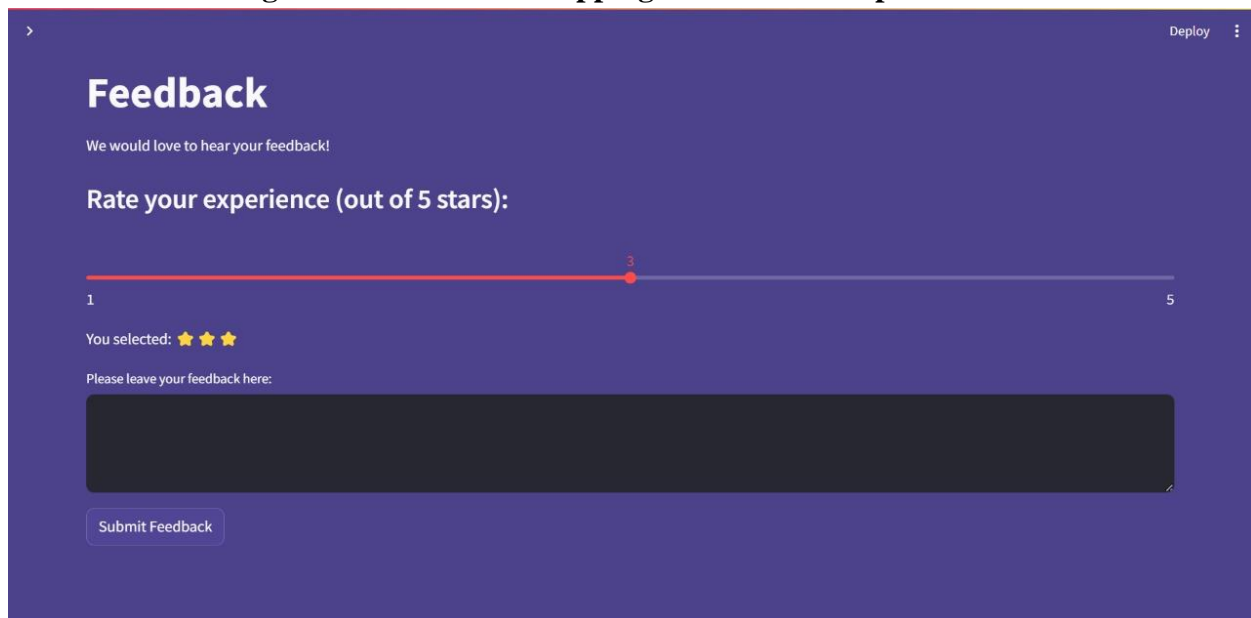 Deploy
Feedback
We would love to hear your feedback!
Rate your experience (out of 5 stars):
3
1 5
You selected:
Please leave your feedback here:
Submit Feedback